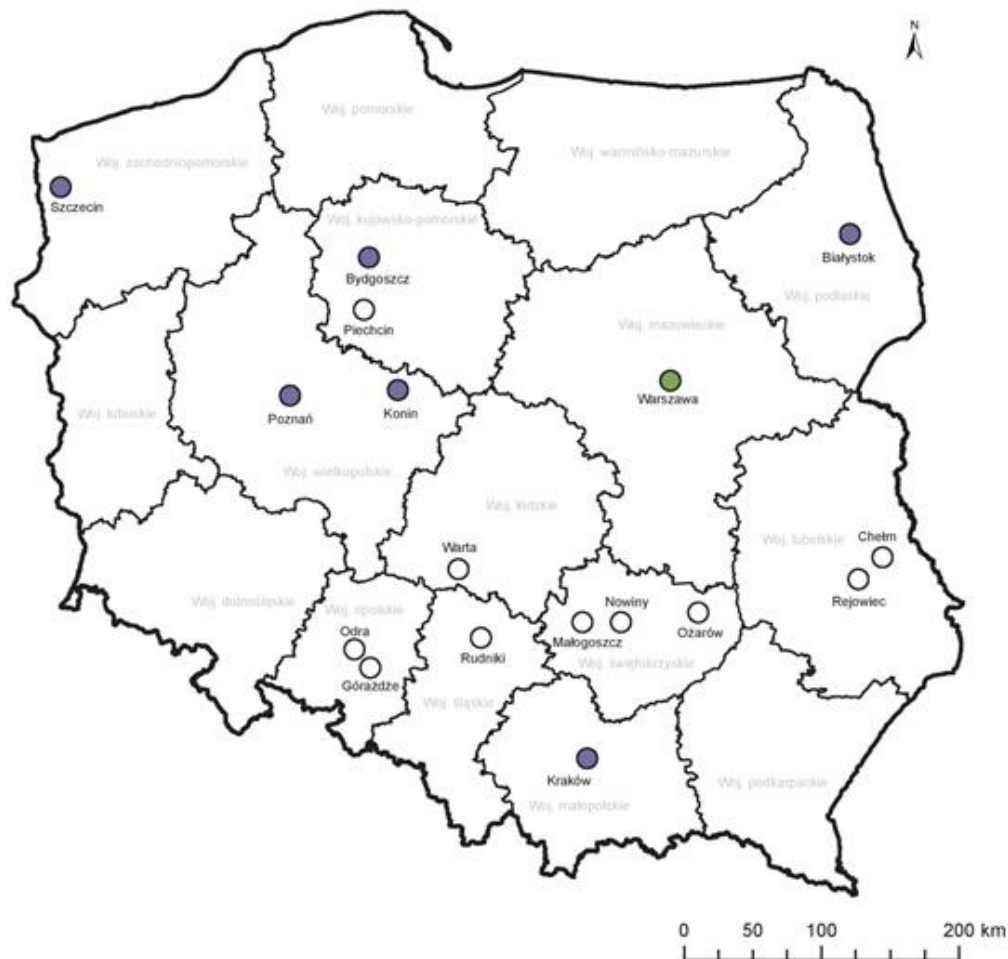 N
Woj. pomorskie
Woj. zachodniopomorskie
Woj. warmińsko-mazurskie
Szczecin
Woj. kujawsko-pomorskie
Bydgoszcz
Białystok
Woj. podlaskie
Piechcin
Woj. mazowieckie
Woj. lubuskie
Poznań
Konin
Warszawa
Woj. wielkopolskie
Woj. łódzkie
Warta
Woj. lubelskie
Chełm
Rejowiec
Woj. dolnośląskie
Woj. opolskie
Odra
Górażdże
Rudniki
Nowiny
Małogoszcz
Ożarów
Woj. świętokrzyskie
Woj. śląskie
Kraków
Woj. małopolskie
Woj. podkarpackie
0 50 100 200 km